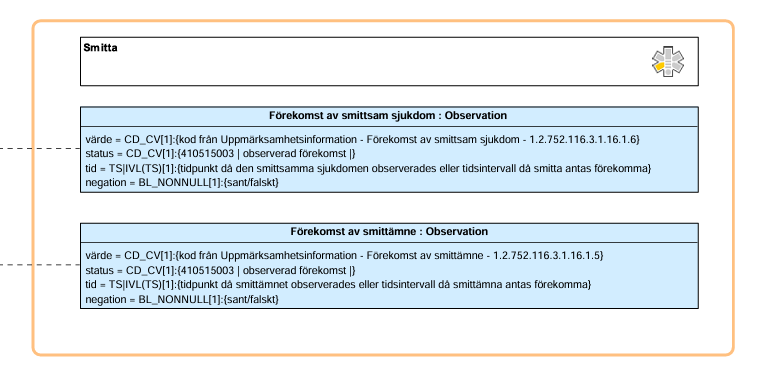 Smitta
Förekomst av smittsam sjukdom : Observation
värde = CD_CV[1]:{kod från Uppmärksamhetsinformation - Förekomst av smittsam sjukdom - 1.2.752.116.3.1.16.1.6}
status = CD_CV[1]:{410515003 | observerad förekomst |}
tid = TS|IVL(TS)[1]:{tidpunkt då den smittsamma sjukdomen observerades eller tidsintervall då smitta antas förekomma}
negation = BL_NONNULL[1]:{sant/falskt}
Förekomst av smittämne : Observation
värde = CD_CV[1]:{kod från Uppmärksamhetsinformation - Förekomst av smittämne - 1.2.752.116.3.1.16.1.5}
status = CD_CV[1]:{410515003 | observerad förekomst |}
tid = TS|IVL(TS)[1]:{tidpunkt då smittämnet observerades eller tidsintervall då smittämna antas förekomma}
negation = BL_NONNULL[1]:{sant/falskt}